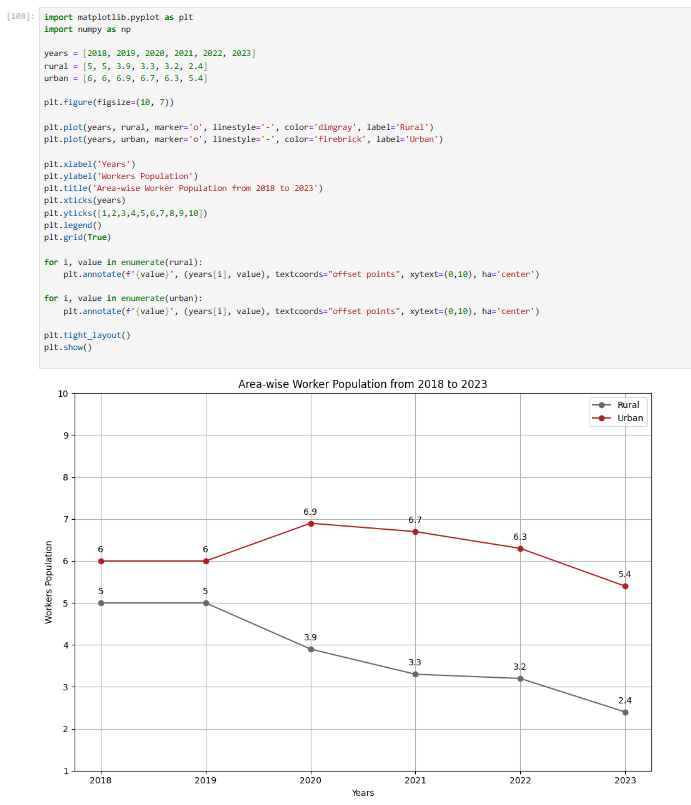 [108]:
import matplotlib.pyplot as plt
import numpy as np

years = [2018, 2019, 2020, 2021, 2022, 2023]
rural = [5, 5, 3.9, 3.3, 3.2, 2.4]
urban = [6, 6, 6.9, 6.7, 6.3, 5.4]

plt.figure(figsize=(10, 7))

plt.plot(years, rural, marker='o', linestyle='-', color='dimgray', label='Rural')
plt.plot(years, urban, marker='o', linestyle='-', color='firebrick', label='Urban')

plt.xlabel('Years')
plt.ylabel('Workers Population')
plt.title('Area-wise Worker Population from 2018 to 2023')
plt.xticks(years)
plt.yticks([1,2,3,4,5,6,7,8,9,10])
plt.legend()
plt.grid(True)

for i, value in enumerate(rural):
    plt.annotate(f'{value}', (years[i], value), textcoords="offset points", xytext=(0,10), ha='center')

for i, value in enumerate(urban):
    plt.annotate(f'{value}', (years[i], value), textcoords="offset points", xytext=(0,10), ha='center')

plt.tight_layout()
plt.show()

Area-wise Worker Population from 2018 to 2023
Rural
Urban
10
9
8
7
6
5
4
3
2
1
Workers Population
6
6
6.9
6.7
6.3
5.4
5
5
3.9
3.3
3.2
2.4
2018
2019
2020
2021
2022
2023
Years